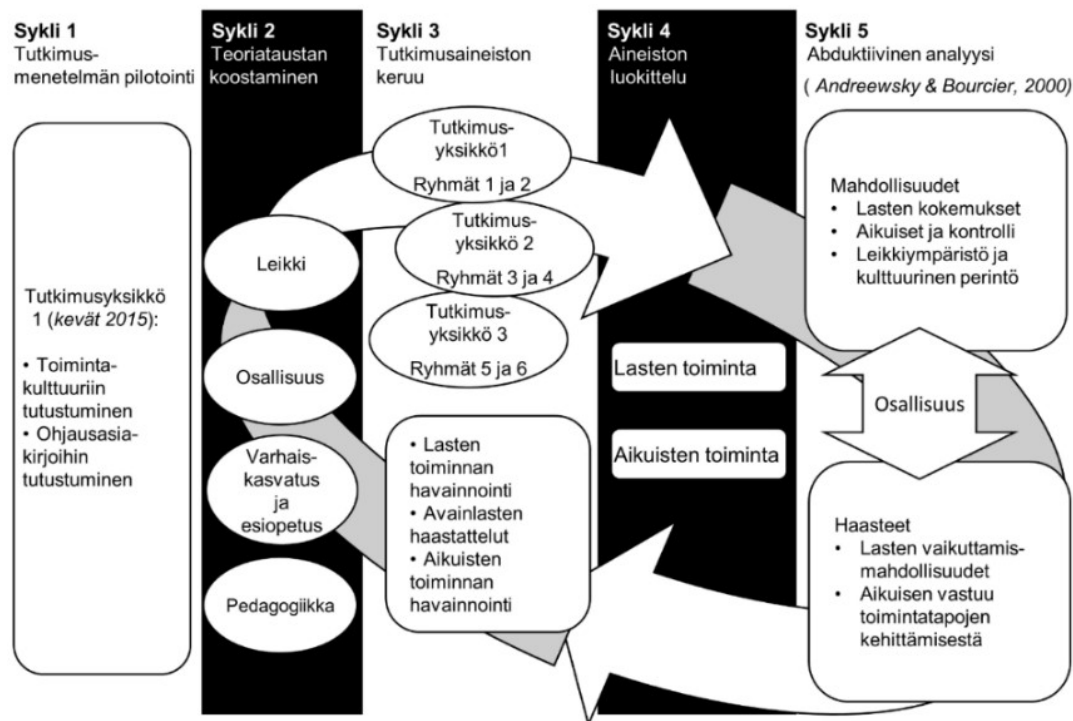 Sykli 1
Tutkimus-
menetelmän pilotointi
Tutkimusyksikkö
1 (kevät 2015):
• Toiminta-
kulttuuriin
tutustuminen
• Ohjausasia-
kirjoihin
tutustuminen
Sykli 2
Teoriataustan
koostaminen
Leikki
Osallisuus
Varhais-
kasvatus
ja
esiopetus
Pedagogiikka
Sykli 3
Tutkimusaineiston
keruu
Tutkimus-
yksikkö1
Ryhmät 1 ja 2
Tutkimus-
yksikkö 2
Ryhmät 3 ja 4
Tutkimus-
yksikkö 3
Ryhmät 5 ja 6
• Lasten
toiminnan
havainnointi
• Avainlasten
haastattelut
• Aikuisten
toiminnan
havainnointi
Sykli 4
Aineiston
luokittelu
Lasten toiminta
Aikuisten toiminta
Sykli 5
Abduktiivinen analyysi
( Andreewsky & Bourcier, 2000)
Mahdollisuudet
• Lasten kokemukset
• Aikuiset ja kontrolli
• Leikkiympäristö ja
kulttuurinen perintö
Osallisuus
Haasteet
• Lasten vaikuttamis-
mahdollisuudet
• Aikuisen vastuu
toimintatapojen
kehittämisestä